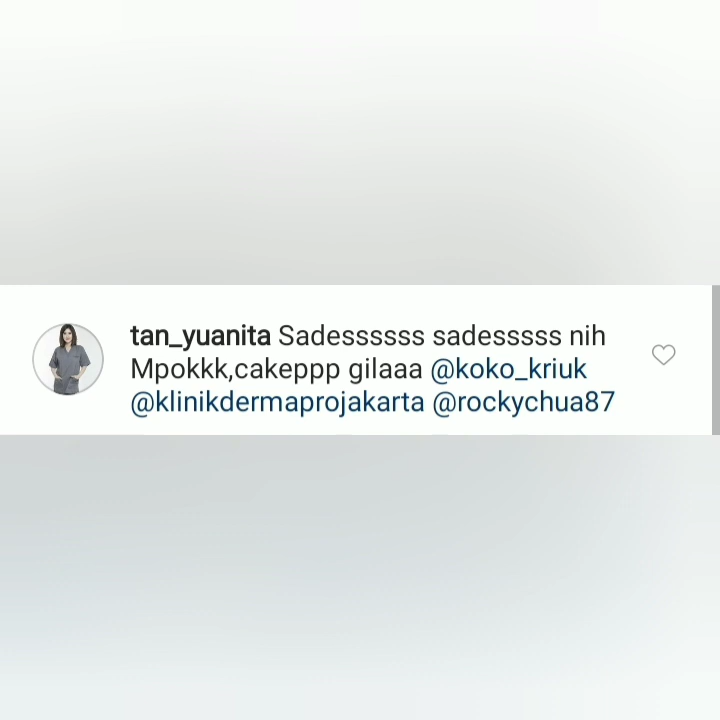 tan_yuanita Sadessssss sadesssss nih
Mpokkk,cakeppp gilaaa @koko_kriuk
@klinikdermaprojakarta @rockychua87